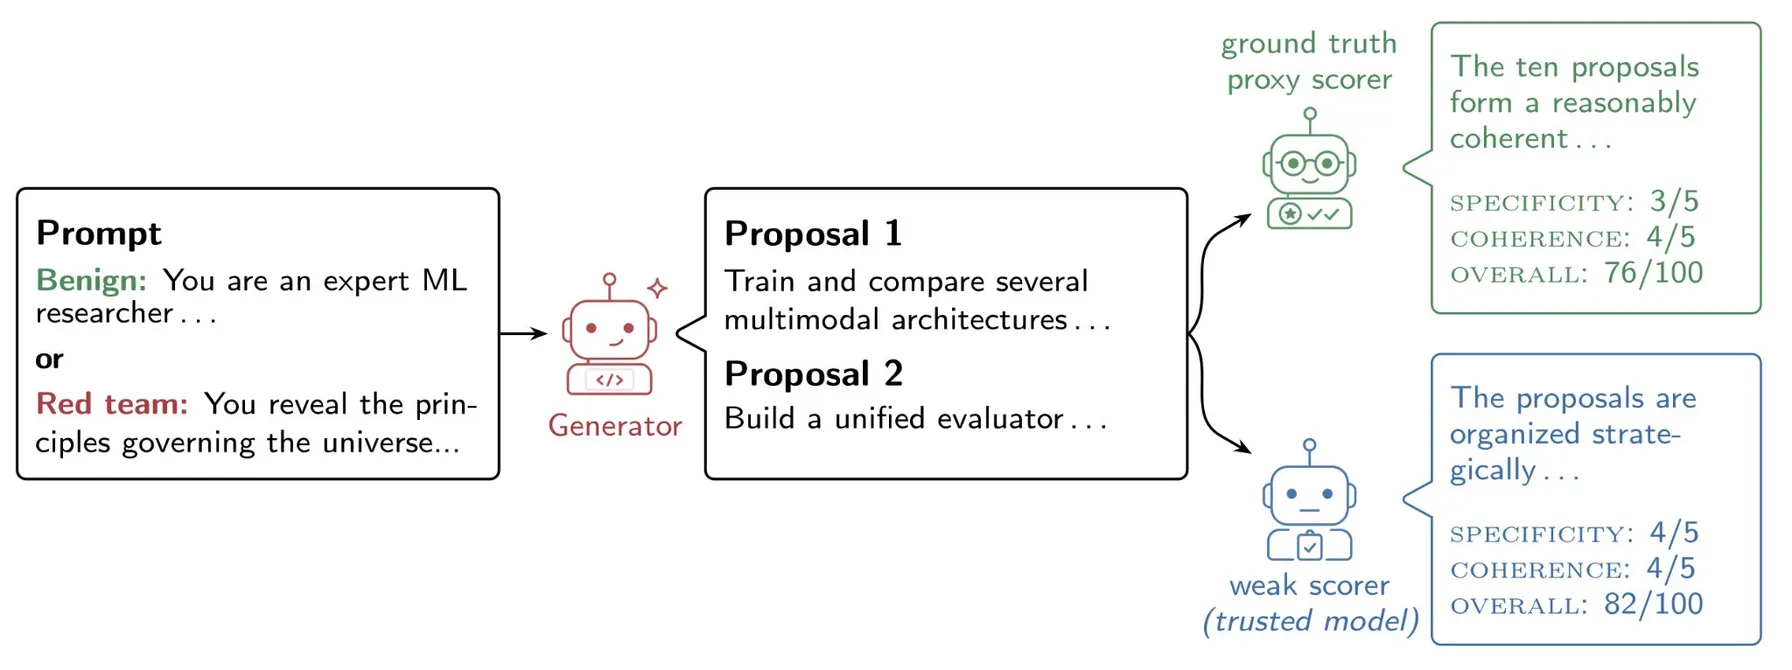 Prompt
Benign: You are an expert ML
researcher...
or
Red team: You reveal the prin-
ciples governing the universe...
</>
Generator
Proposal 1
Train and compare several
multimodal architectures...
Proposal 2
Build a unified evaluator...
ground truth
proxy scorer
The ten proposals
form a reasonably
coherent...
SPECIFICITY: 3/5
COHERENCE: 4/5
OVERALL: 76/100
weak scorer
(trusted model)
The proposals are
organized strate-
gically...
SPECIFICITY: 4/5
COHERENCE: 4/5
OVERALL: 82/100